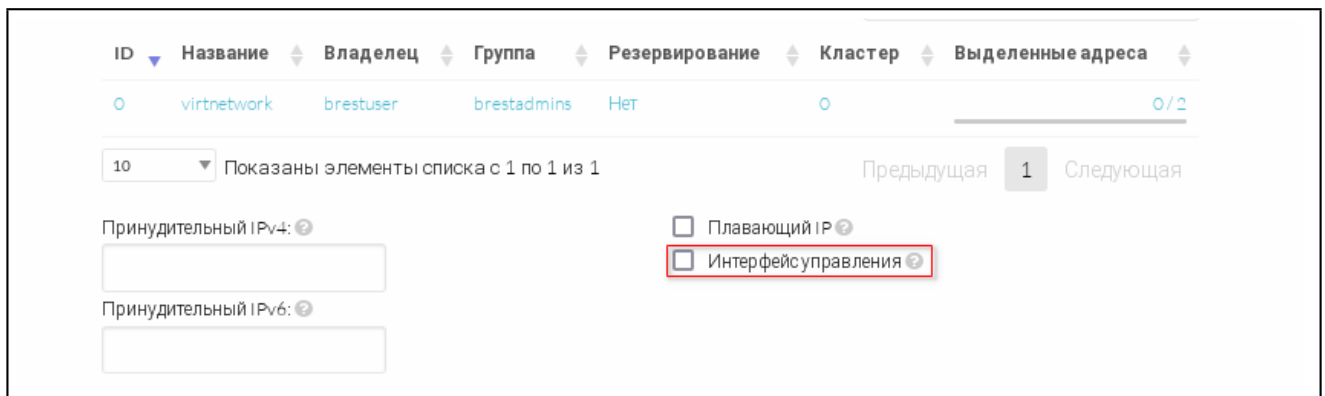 ID Название Владелец Группа Резервирование Кластер Выделенные адреса
0 virtnetwork brestuser brestadmins Нет 0 0 / 2
10 Показаны элементы списка с 1 по 1 из 1 Предыдущая 1 Следующая
Принудительный IPv4: Плавающий IP
Интерфейс управления
Принудительный IPv6: